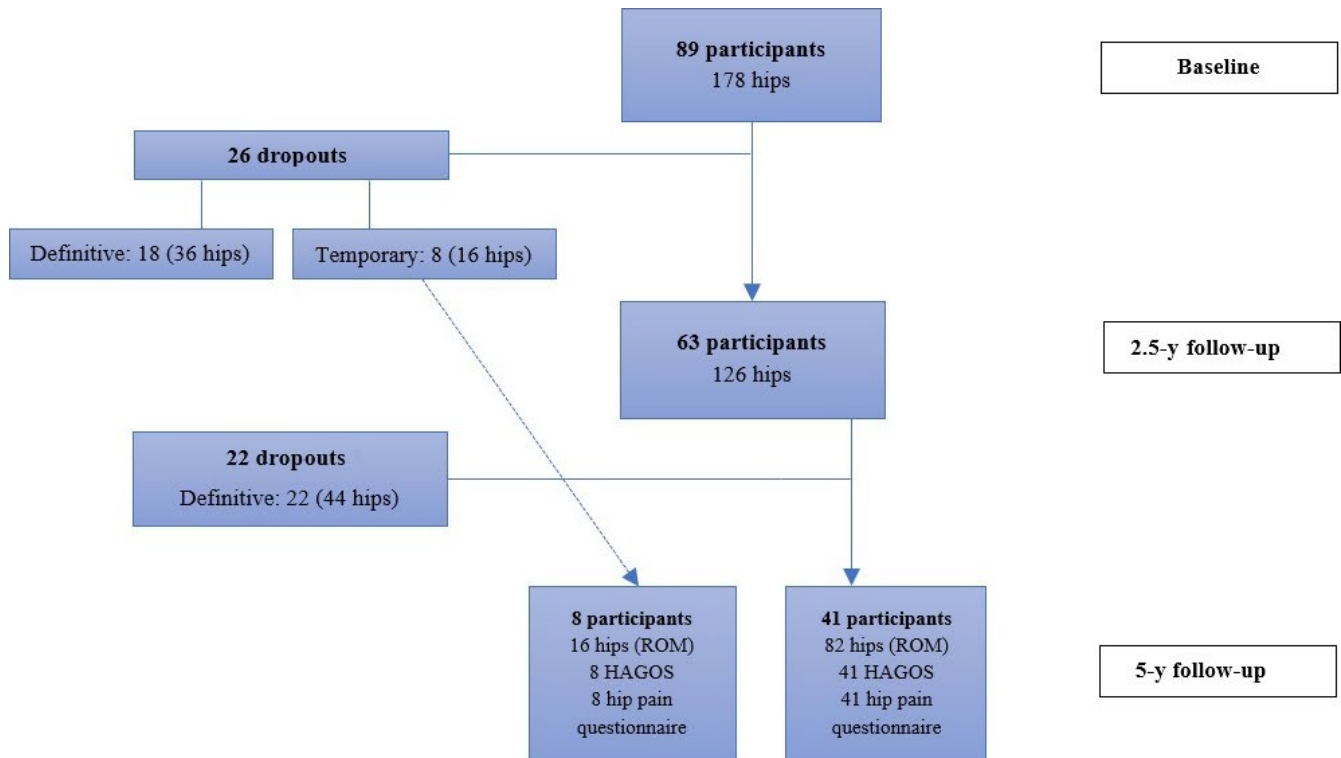 89 participants
178 hips
Baseline
26 dropouts
Definitive: 18 (36 hips)
Temporary: 8 (16 hips)
63 participants
126 hips
2.5-y follow-up
22 dropouts
Definitive: 22 (44 hips)
8 participants
16 hips (ROM)
8 HAGOS
8 hip pain
questionnaire
41 participants
82 hips (ROM)
41 HAGOS
41 hip pain
questionnaire
5-y follow-up